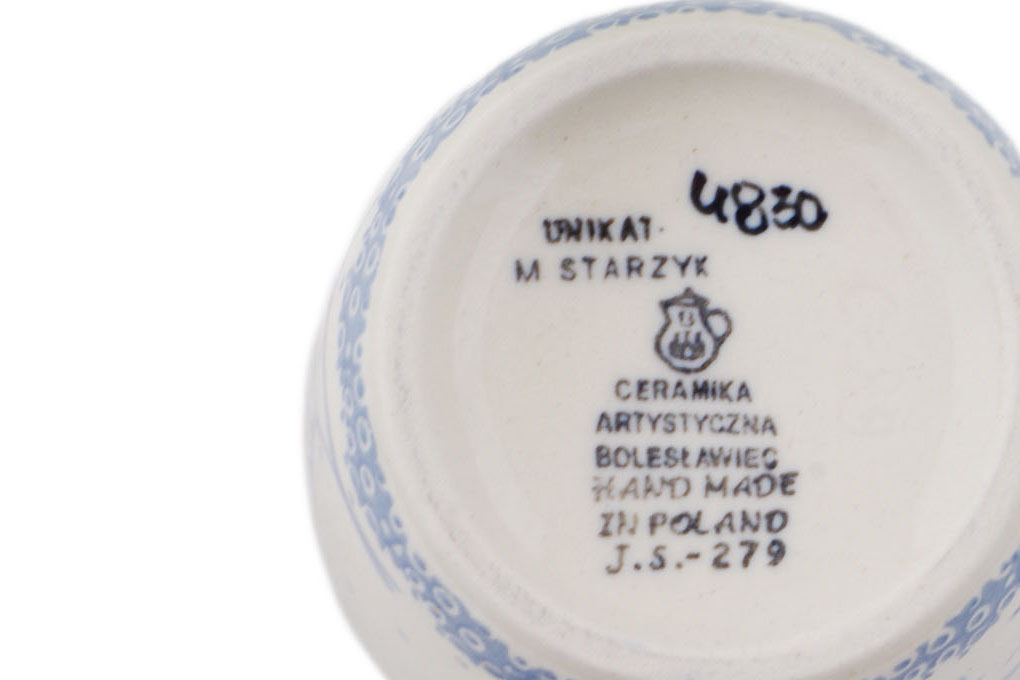 4830
UNIKAT.
M STARZYK
B
CERAMIKA
ARTYSTYCZNA
BOLESŁAWIEC
HAND MADE
IN POLAND
J.S.-279